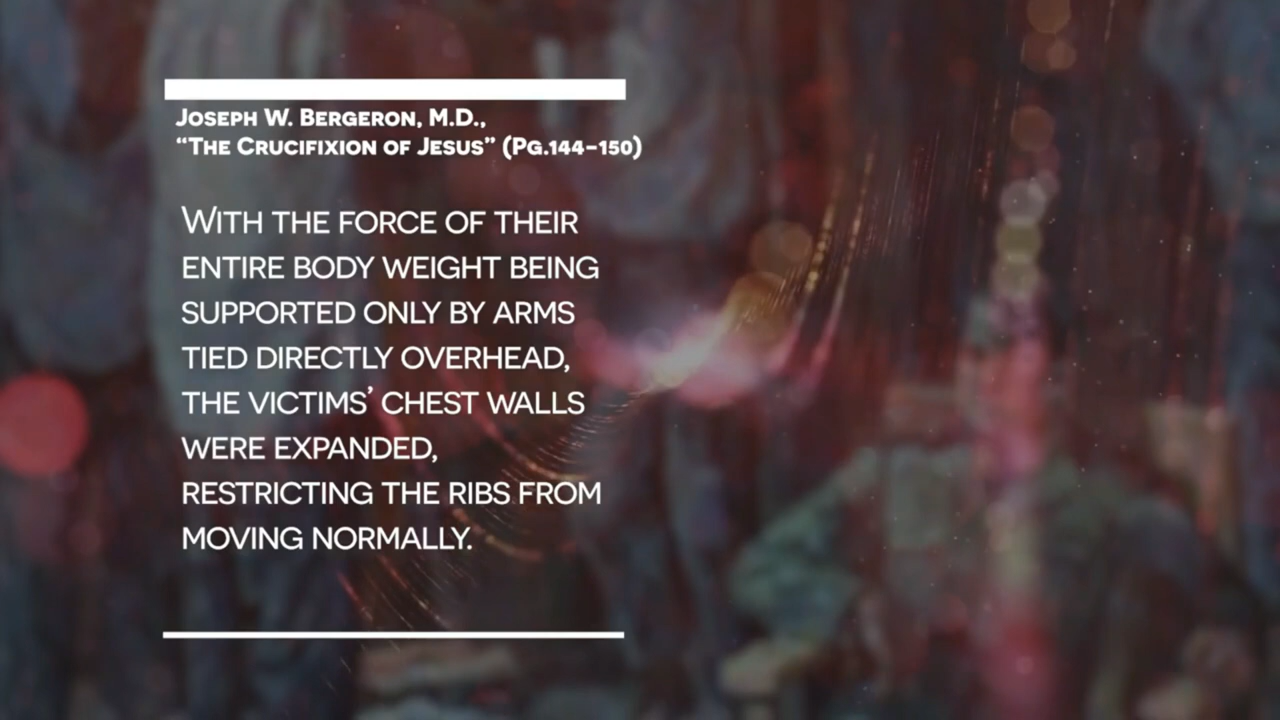 Joseph W. Bergeron, M.D.,
“The Crucifixion of Jesus” (Pg.144–150)
With the force of their
entire body weight being
supported only by arms
tied directly overhead,
the victims’ chest walls
were expanded,
restricting the ribs from
moving normally.